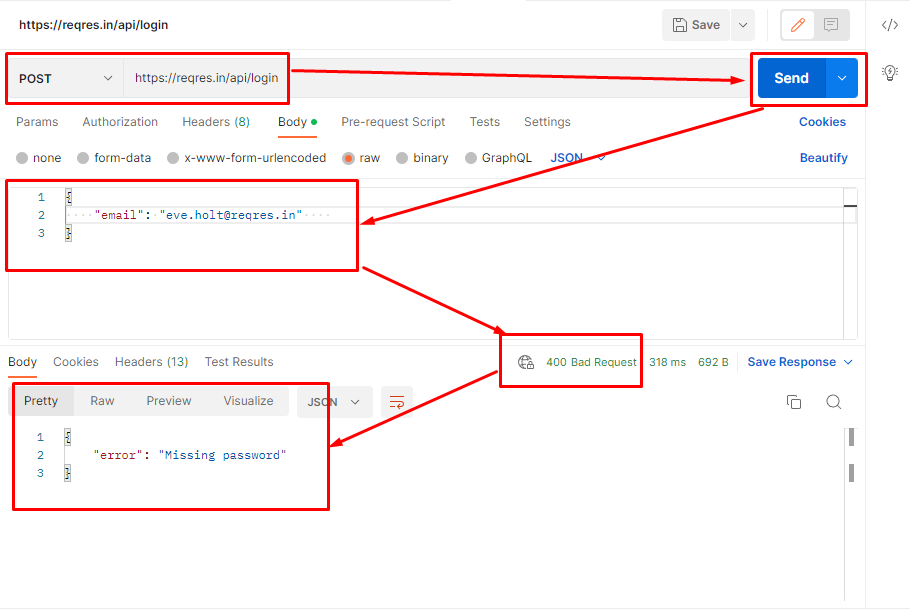 https://reqres.in/api/login
Save
POST
https://reqres.in/api/login
Send
Params Authorization Headers (8) Body Pre-request Script Tests Settings Cookies
none form-data x-www-form-urlencoded raw binary GraphQL JSON Beautify
1 {
2 "email": "eve.holt@reqres.in"
3 }
Body Cookies Headers (13) Test Results 400 Bad Request 318 ms 692 B Save Response
Pretty Raw Preview Visualize JSON
1 {
2 "error": "Missing password"
3 }